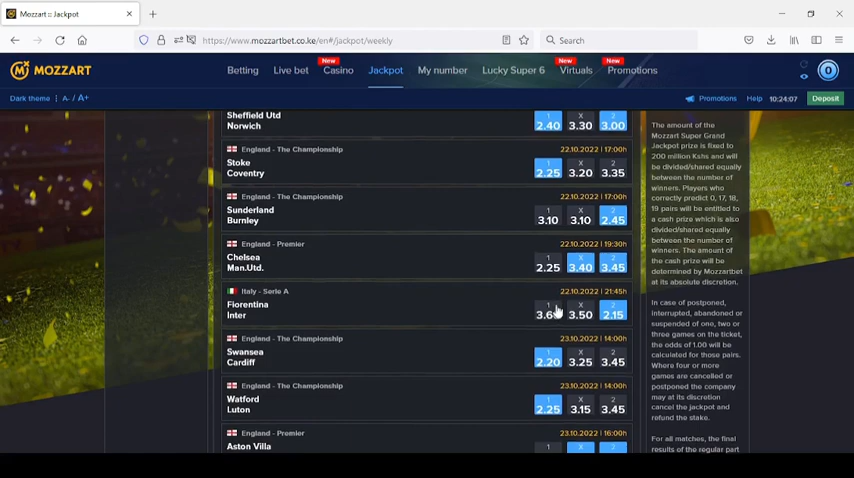 Mozzart :: Jackpot
https://www.mozzartbet.co.ke/en#/jackpot/weekly
Search
MOZZART
Betting
Live bet
New
Casino
Jackpot
My number
Lucky Super 6
New
Virtuals
New
Promotions
0
Dark theme | A- / A+
Promotions
Help
10:24:07
Deposit
Sheffield Utd
Norwich
1 X 2
2.40 3.30 3.00
England - The Championship
22.10.2022 | 17:00h
Stoke
Coventry
1 X 2
2.25 3.20 3.35
England - The Championship
22.10.2022 | 17:00h
Sunderland
Burnley
1 X 2
3.10 3.10 2.45
England - Premier
22.10.2022 | 19:30h
Chelsea
Man.Utd.
1 X 2
2.25 3.40 3.45
Italy - Serie A
22.10.2022 | 21:45h
Fiorentina
Inter
1 X 2
3.50 2.15
England - The Championship
23.10.2022 | 14:00h
Swansea
Cardiff
1 X 2
2.20 3.25 3.45
England - The Championship
23.10.2022 | 14:00h
Watford
Luton
1 X 2
2.25 3.15 3.45
England - Premier
23.10.2022 | 16:00h
Aston Villa
1 X 2
The amount of the
Mozzart Super Grand
Jackpot prize is fixed to
200 million Kshs and will
be divided/shared equally
between the number of
winners. Players who
correctly predict 0, 17, 18,
19 pairs will be entitled to
a cash prize which is also
divided/shared equally
between the number of
winners. The amount of
the cash prize will be
determined by Mozzartbet
at its absolute discretion.
In case of postponed,
interrupted, abandoned or
suspended of one, two or
three games on the ticket,
the odds of 1.00 will be
calculated for those pairs.
Where four or more
games are cancelled or
postponed the company
may at its discretion
cancel the jackpot and
refund the stake.
For all matches, the final
results of the regular part